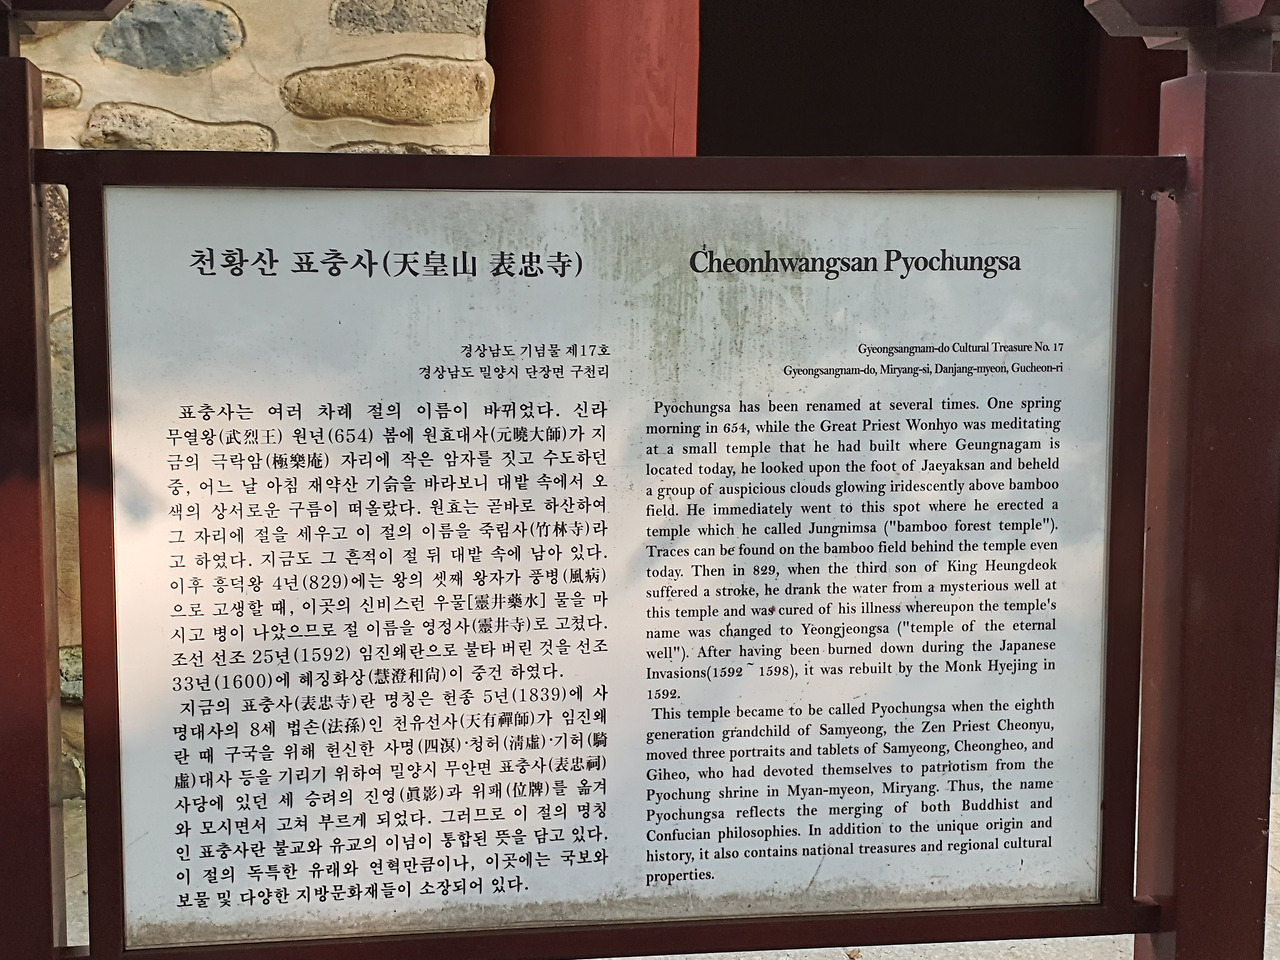 천황산 표충사(天皇山 表忠寺)
경상남도 기념물 제17호
경상남도 밀양시 단장면 구천리
표충사는 여러 차례 절의 이름이 바뀌었다. 신라
무열왕(武烈王) 원년(654) 봄에 원효대사(元曉大師)가 지
금의 극락암(極樂庵) 자리에 작은 암자를 짓고 수도하던
중, 어느 날 아침 재약산 기슭을 바라보니 대밭 속에서 오
색의 상서로운 구름이 떠올랐다. 원효는 곧바로 하산하여
그 자리에 절을 세우고 이 절의 이름을 죽림사(竹林寺)라
고 하였다. 지금도 그 흔적이 절 뒤 대밭 속에 남아 있다.
이후 흥덕왕 4년(829)에는 왕의 셋째 왕자가 풍병(風病)
으로 고생할 때, 이곳의 신비스런 우물[靈井藥水] 물을 마
시고 병이 나았으므로 절 이름을 영정사(靈井寺)로 고쳤다.
조선 선조 25년(1592) 임진왜란으로 불타 버린 것을 선조
33년(1600)에 혜징화상(慧澄和尙)이 중건 하였다.
지금의 표충사(表忠寺)란 명칭은 헌종 5년(1839)에 사
명대사의 8세 법손(法孫)인 천유선사(天有禪師)가 임진왜
란 때 구국을 위해 헌신한 사명(四溟)·청허(淸虛)·기허(騎
虛)대사 등을 기리기 위하여 밀양시 무안면 표충사(表忠祠)
사당에 있던 세 승려의 진영(眞影)과 위패(位牌)를 옮겨
와 모시면서 고쳐 부르게 되었다. 그러므로 이 절의 명칭
인 표충사란 불교와 유교의 이념이 통합된 뜻을 담고 있다.
이 절의 독특한 유래와 연혁만큼이나, 이곳에는 국보와
보물 및 다양한 지방문화재들이 소장되어 있다.
Cheonhwangsan Pyochungsa
Gyeongsangnam-do Cultural Treasure No. 17
Gyeongsangnam-do, Miryang-si, Danjang-myeon, Gucheon-ri
Pyochungsa has been renamed at several times. One spring
morning in 654, while the Great Priest Wonhyo was meditating
at a small temple that he had built where Geungnagam is
located today, he looked upon the foot of Jaeyaksan and beheld
a group of auspicious clouds glowing iridescently above bamboo
field. He immediately went to this spot where he erected a
temple which he called Jungnimsa ("bamboo forest temple").
Traces can be found on the bamboo field behind the temple even
today. Then in 829, when the third son of King Heungdeok
suffered a stroke, he drank the water from a mysterious well at
this temple and was cured of his illness whereupon the temple's
name was changed to Yeongjeongsa ("temple of the eternal
well"). After having been burned down during the Japanese
Invasions(1592 ~ 1598), it was rebuilt by the Monk Hyejing in
1592.
This temple became to be called Pyochungsa when the eighth
generation grandchild of Samyeong, the Zen Priest Cheonyu,
moved three portraits and tablets of Samyeong, Cheongheo, and
Giheo, who had devoted themselves to patriotism from the
Pyochung shrine in Myan-myeon, Miryang. Thus, the name
Pyochungsa reflects the merging of both Buddhist and
Confucian philosophies. In addition to the unique origin and
history, it also contains national treasures and regional cultural
properties.